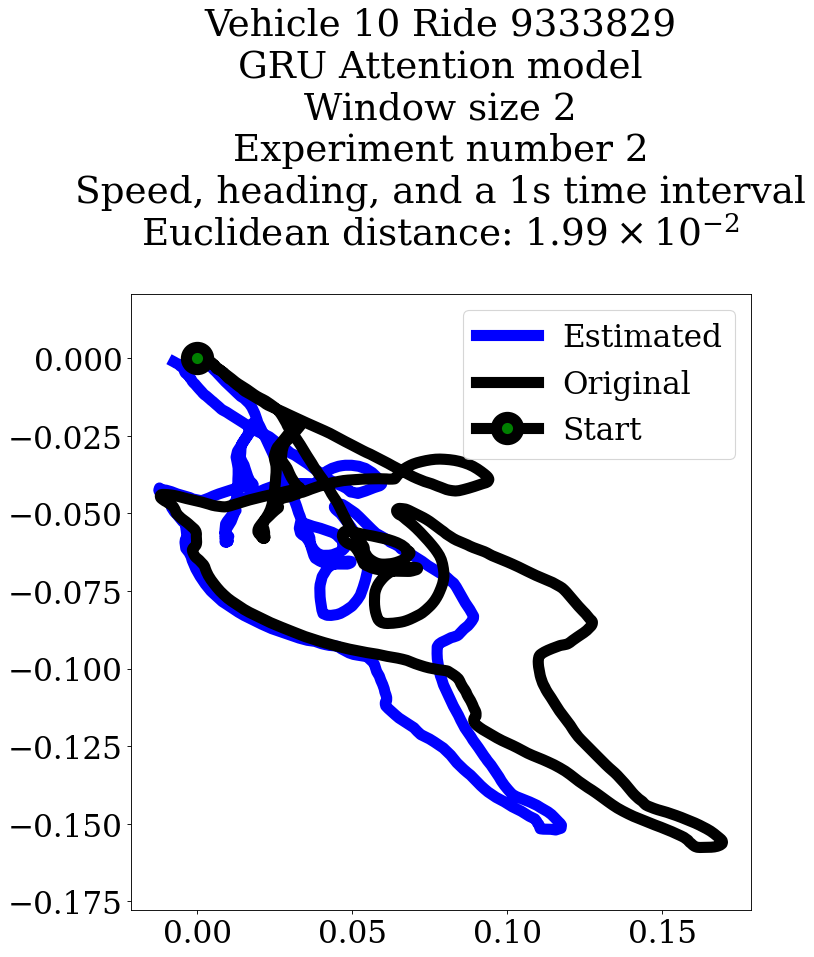 Vehicle 10 Ride 9333829
GRU Attention model
Window size 2
Experiment number 2
Speed, heading, and a 1s time interval
Euclidean distance: 1.99 × 10⁻²
Estimated
Original
Start
0.000
−0.025
−0.050
−0.075
−0.100
−0.125
−0.150
−0.175
0.00 0.05 0.10 0.15